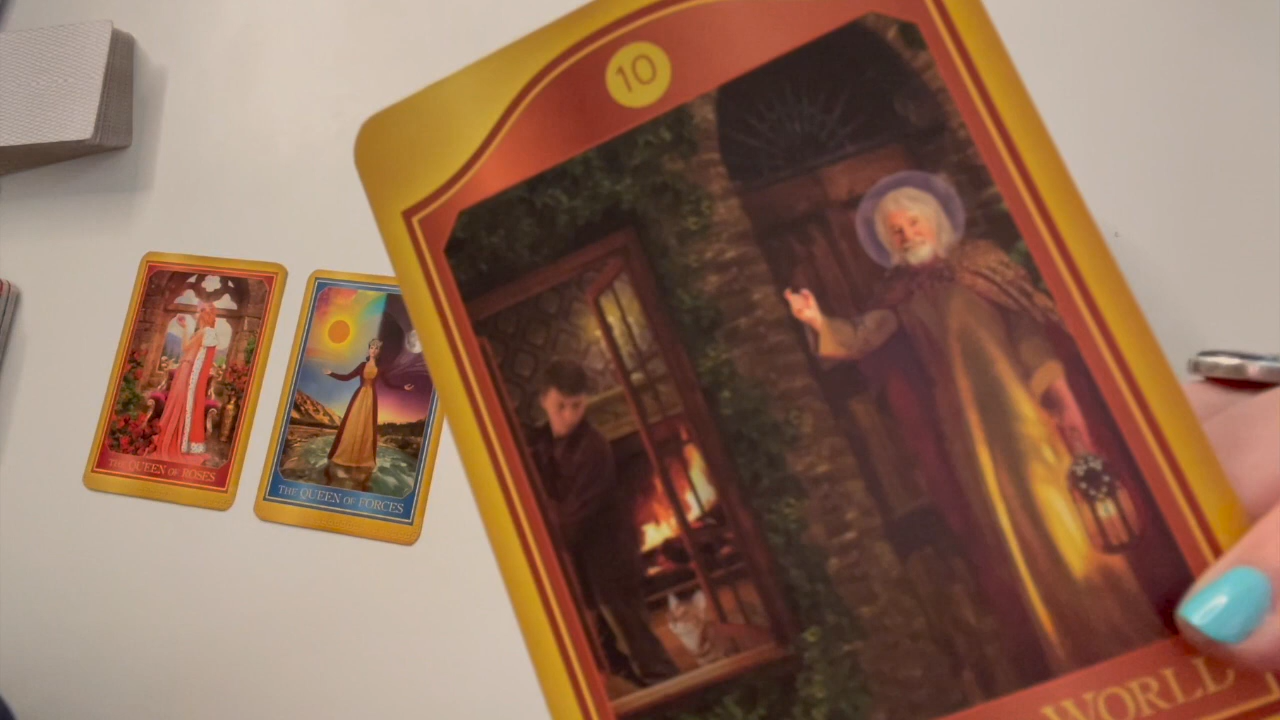 10
WORLD
THE QUEEN OF ROSES
THE QUEEN OF FORCES